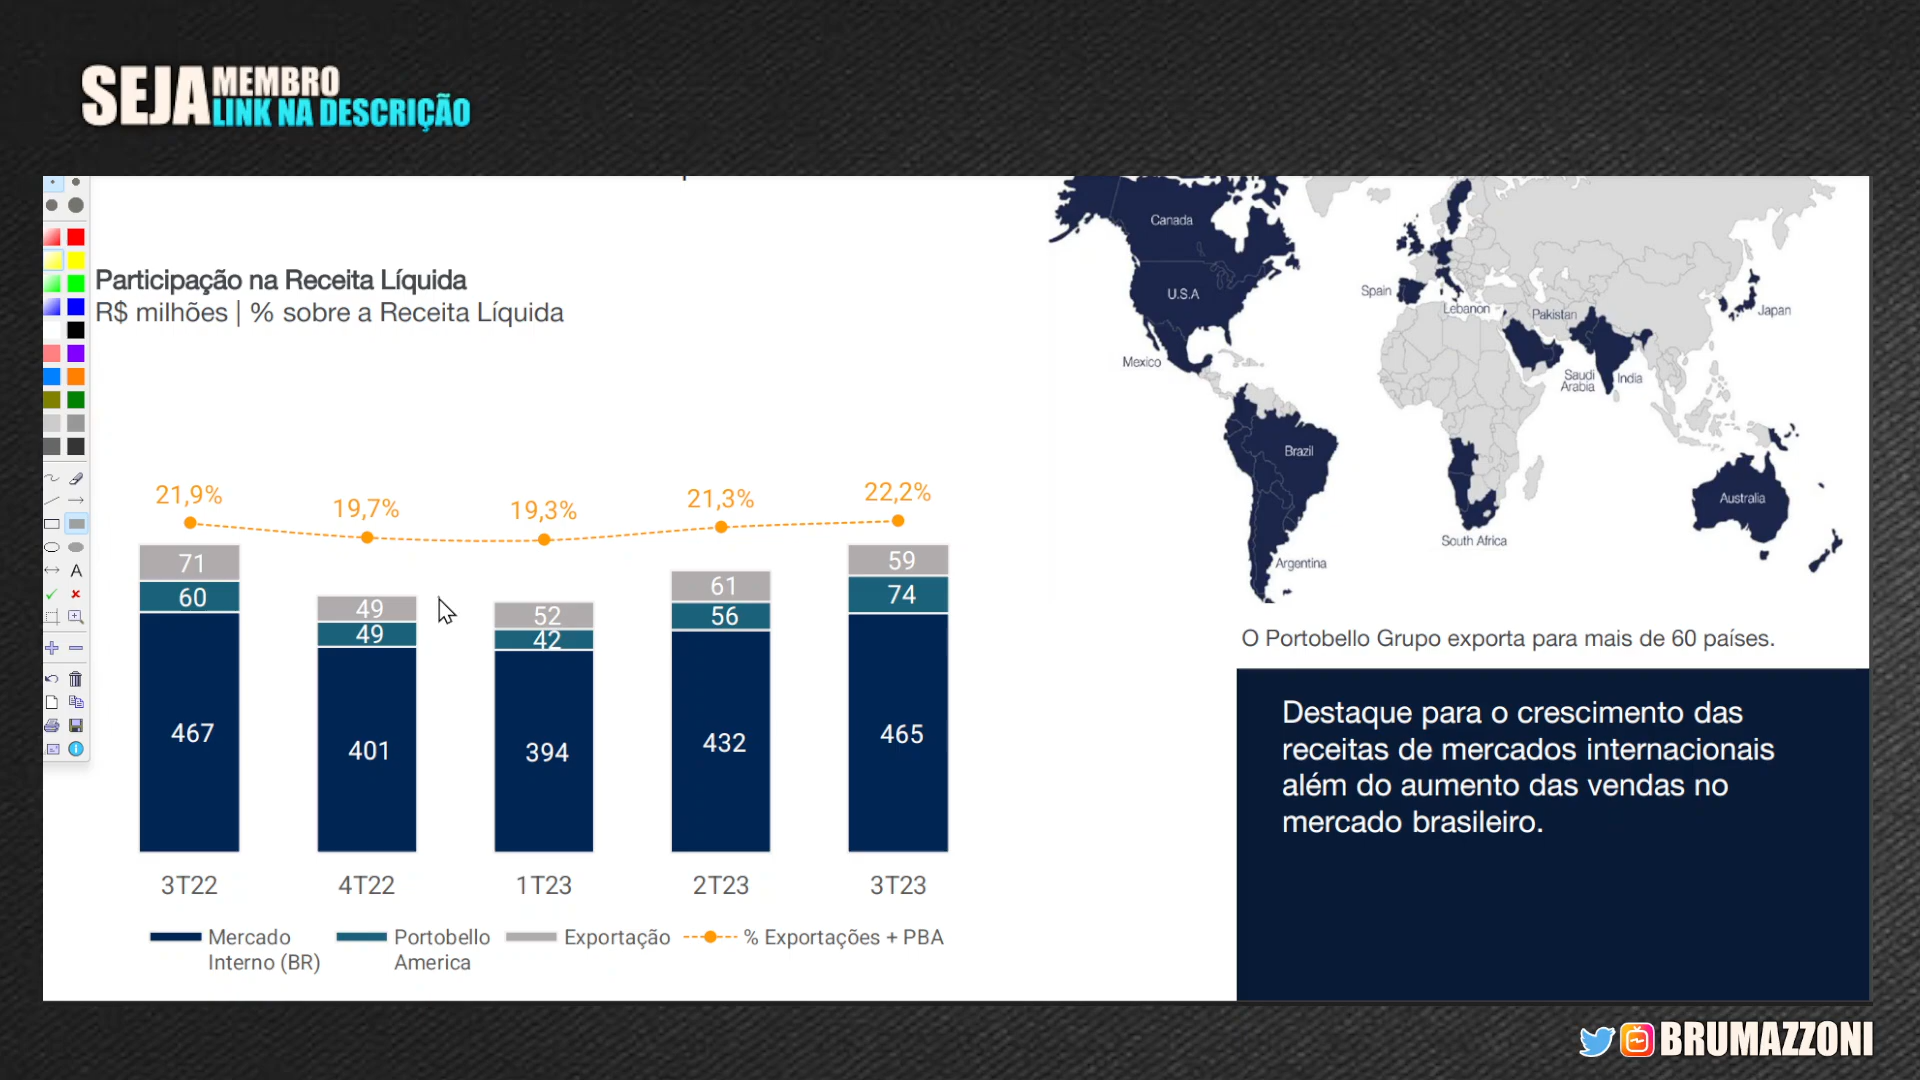 SEJA MEMBRO
LINK NA DESCRIÇÃO
Participação na Receita Líquida
R$ milhões | % sobre a Receita Líquida
21,9%
19,7%
19,3%
21,3%
22,2%
71
60
467
49
49
401
52
42
394
61
56
432
59
74
465
3T22
4T22
1T23
2T23
3T23
Mercado
Interno (BR)
Portobello
America
Exportação
% Exportações + PBA
A
Canada
U.S.A
Mexico
Brazil
Argentina
Spain
Lebanon
Pakistan
Saudi
Arabia
India
Japan
South Africa
Australia
O Portobello Grupo exporta para mais de 60 países.
Destaque para o crescimento das
receitas de mercados internacionais
além do aumento das vendas no
mercado brasileiro.
BRUMAZZONI